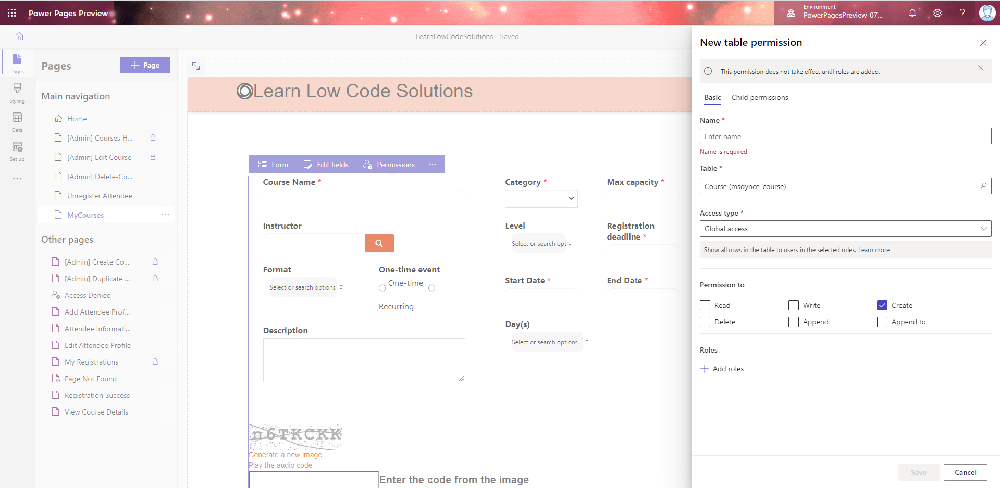 Power Pages Preview
Environment
PowerPagesPreview-07...
LearnLowCodeSolutions - Saved
Pages
Styling
Data
Set up
Pages
Page
Main navigation
Home
[Admin] Courses H...
[Admin] Edit Course
[Admin] Delete-Co...
Unregister Attendee
MyCourses
Other pages
[Admin] Create Co...
[Admin] Duplicate ...
Access Denied
Add Attendee Prof...
Attendee Informati...
Edit Attendee Profile
My Registrations
Page Not Found
Registration Success
View Course Details
Learn Low Code Solutions
Form
Edit fields
Permissions
Course Name *
Category *
Max capacity *
Instructor
Level
Select or search opt
Registration
deadline *
Format
Select or search options
One-time event
One-time
Recurring
Start Date *
End Date *
Description
Day(s)
Select or search options
n6TKCKK
Generate a new image
Play the audio code
Enter the code from the image
New table permission
This permission does not take effect until roles are added.
Basic
Child permissions
Name *
Enter name
Name is required
Table *
Course (msdynce_course)
Access type *
Global access
Show all rows in the table to users in the selected roles. Learn more
Permission to
Read
Write
Create
Delete
Append
Append to
Roles
Add roles
Save
Cancel